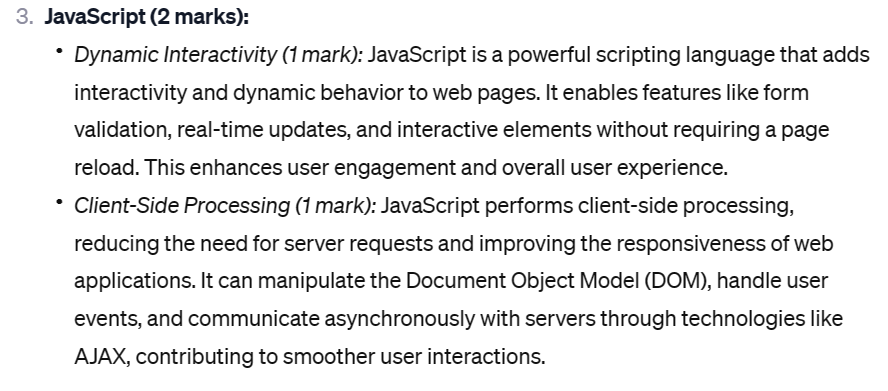 3. JavaScript (2 marks):
• Dynamic Interactivity (1 mark): JavaScript is a powerful scripting language that adds
interactivity and dynamic behavior to web pages. It enables features like form
validation, real-time updates, and interactive elements without requiring a page
reload. This enhances user engagement and overall user experience.
• Client-Side Processing (1 mark): JavaScript performs client-side processing,
reducing the need for server requests and improving the responsiveness of web
applications. It can manipulate the Document Object Model (DOM), handle user
events, and communicate asynchronously with servers through technologies like
AJAX, contributing to smoother user interactions.